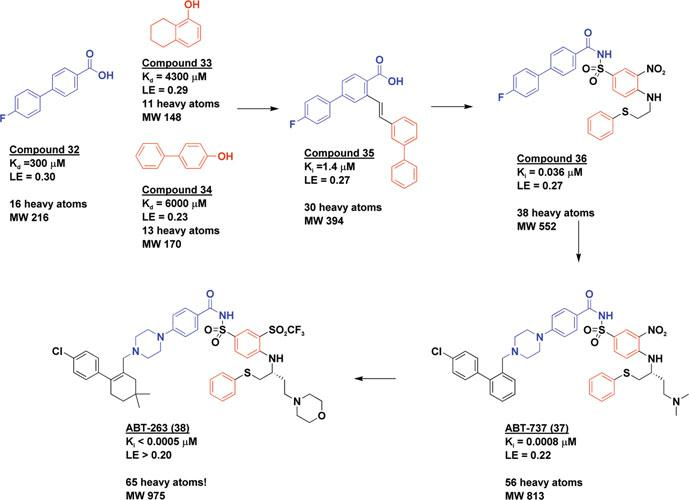 OH
Compound 33
Kd = 4300 μM
LE = 0.29
11 heavy atoms
MW 148
O
OH
F
Compound 32
Kd =300 μM
LE = 0.30
16 heavy atoms
MW 216
OH
Compound 34
Kd = 6000 μM
LE = 0.23
13 heavy atoms
MW 170
O
OH
F
Compound 35
Ki =1.4 μM
LE = 0.27
30 heavy atoms
MW 394
O
NH
O S
O
NO2
NH
S
F
Compound 36
Ki = 0.036 μM
LE = 0.27
38 heavy atoms
MW 552
O
NH
O S
O
SO2CF3
N
N
NH
S
Cl
N
O
ABT-263 (38)
Ki < 0.0005 μM
LE > 0.20
65 heavy atoms!
MW 975
O
NH
O S
O
NO2
N
N
NH
S
Cl
N
ABT-737 (37)
Ki = 0.0008 μM
LE = 0.22
56 heavy atoms
MW 813